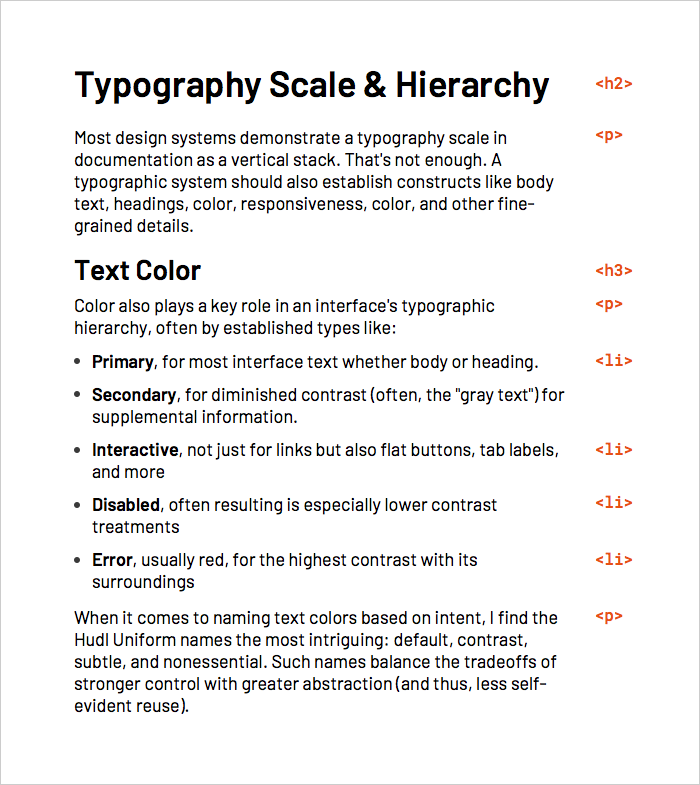 Typography Scale & Hierarchy <h2>
Most design systems demonstrate a typography scale in <p>
documentation as a vertical stack. That's not enough. A
typographic system should also establish constructs like body
text, headings, color, responsiveness, color, and other fine-
grained details.
Text Color <h3>
Color also plays a key role in an interface's typographic <p>
hierarchy, often by established types like:
• Primary, for most interface text whether body or heading. <li>
• Secondary, for diminished contrast (often, the "gray text") for
supplemental information.
• Interactive, not just for links but also flat buttons, tab labels, <li>
and more
• Disabled, often resulting is especially lower contrast <li>
treatments
• Error, usually red, for the highest contrast with its <li>
surroundings
When it comes to naming text colors based on intent, I find the <p>
Hudl Uniform names the most intriguing: default, contrast,
subtle, and nonessential. Such names balance the tradeoffs of
stronger control with greater abstraction (and thus, less self-
evident reuse).